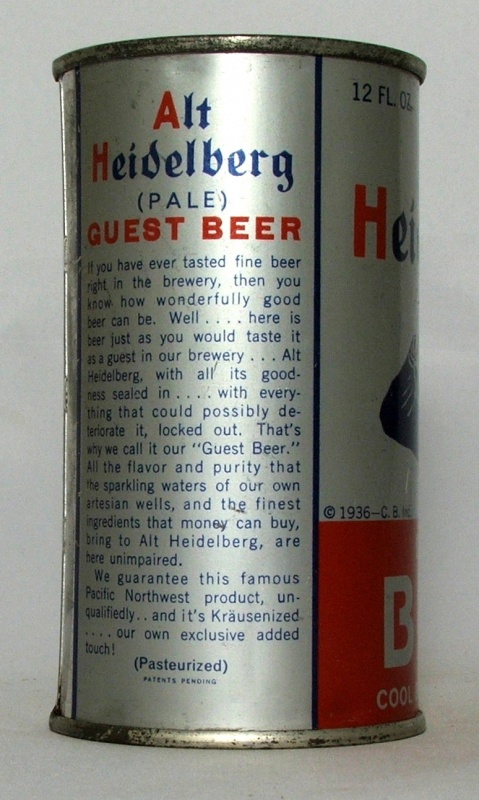 Alt
Heidelberg
(PALE)
GUEST BEER
If you have ever tasted fine beer
right in the brewery, then you
know how wonderfully good
beer can be. Well . . . . here is
beer just as you would taste it
as a guest in our brewery . . . Alt
Heidelberg, with all its good-
ness sealed in . . . . with every-
thing that could possibly de-
teriorate it, locked out. That's
why we call it our "Guest Beer."
All the flavor and purity that
the sparkling waters of our own
artesian wells, and the finest
ingredients that money can buy,
bring to Alt Heidelberg, are
here unimpaired.
We guarantee this famous
Pacific Northwest product, un-
qualifiedly . . and it's Kräusenized
. . . . our own exclusive added
touch!
(Pasteurized)
PATENTS PENDING
12 FL. OZ.
Hei
© 1936—C. B. Inc.
B
COOL